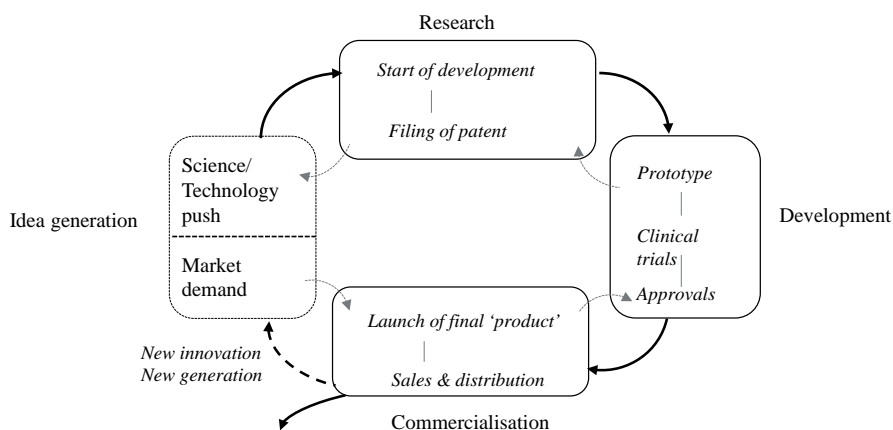 Research
Start of development
Filing of patent
Idea generation
Science/
Technology
push
Market
demand
Prototype
Clinical
trials
Approvals
Development
Launch of final ‘product’
Sales & distribution
New innovation
New generation
Commercialisation